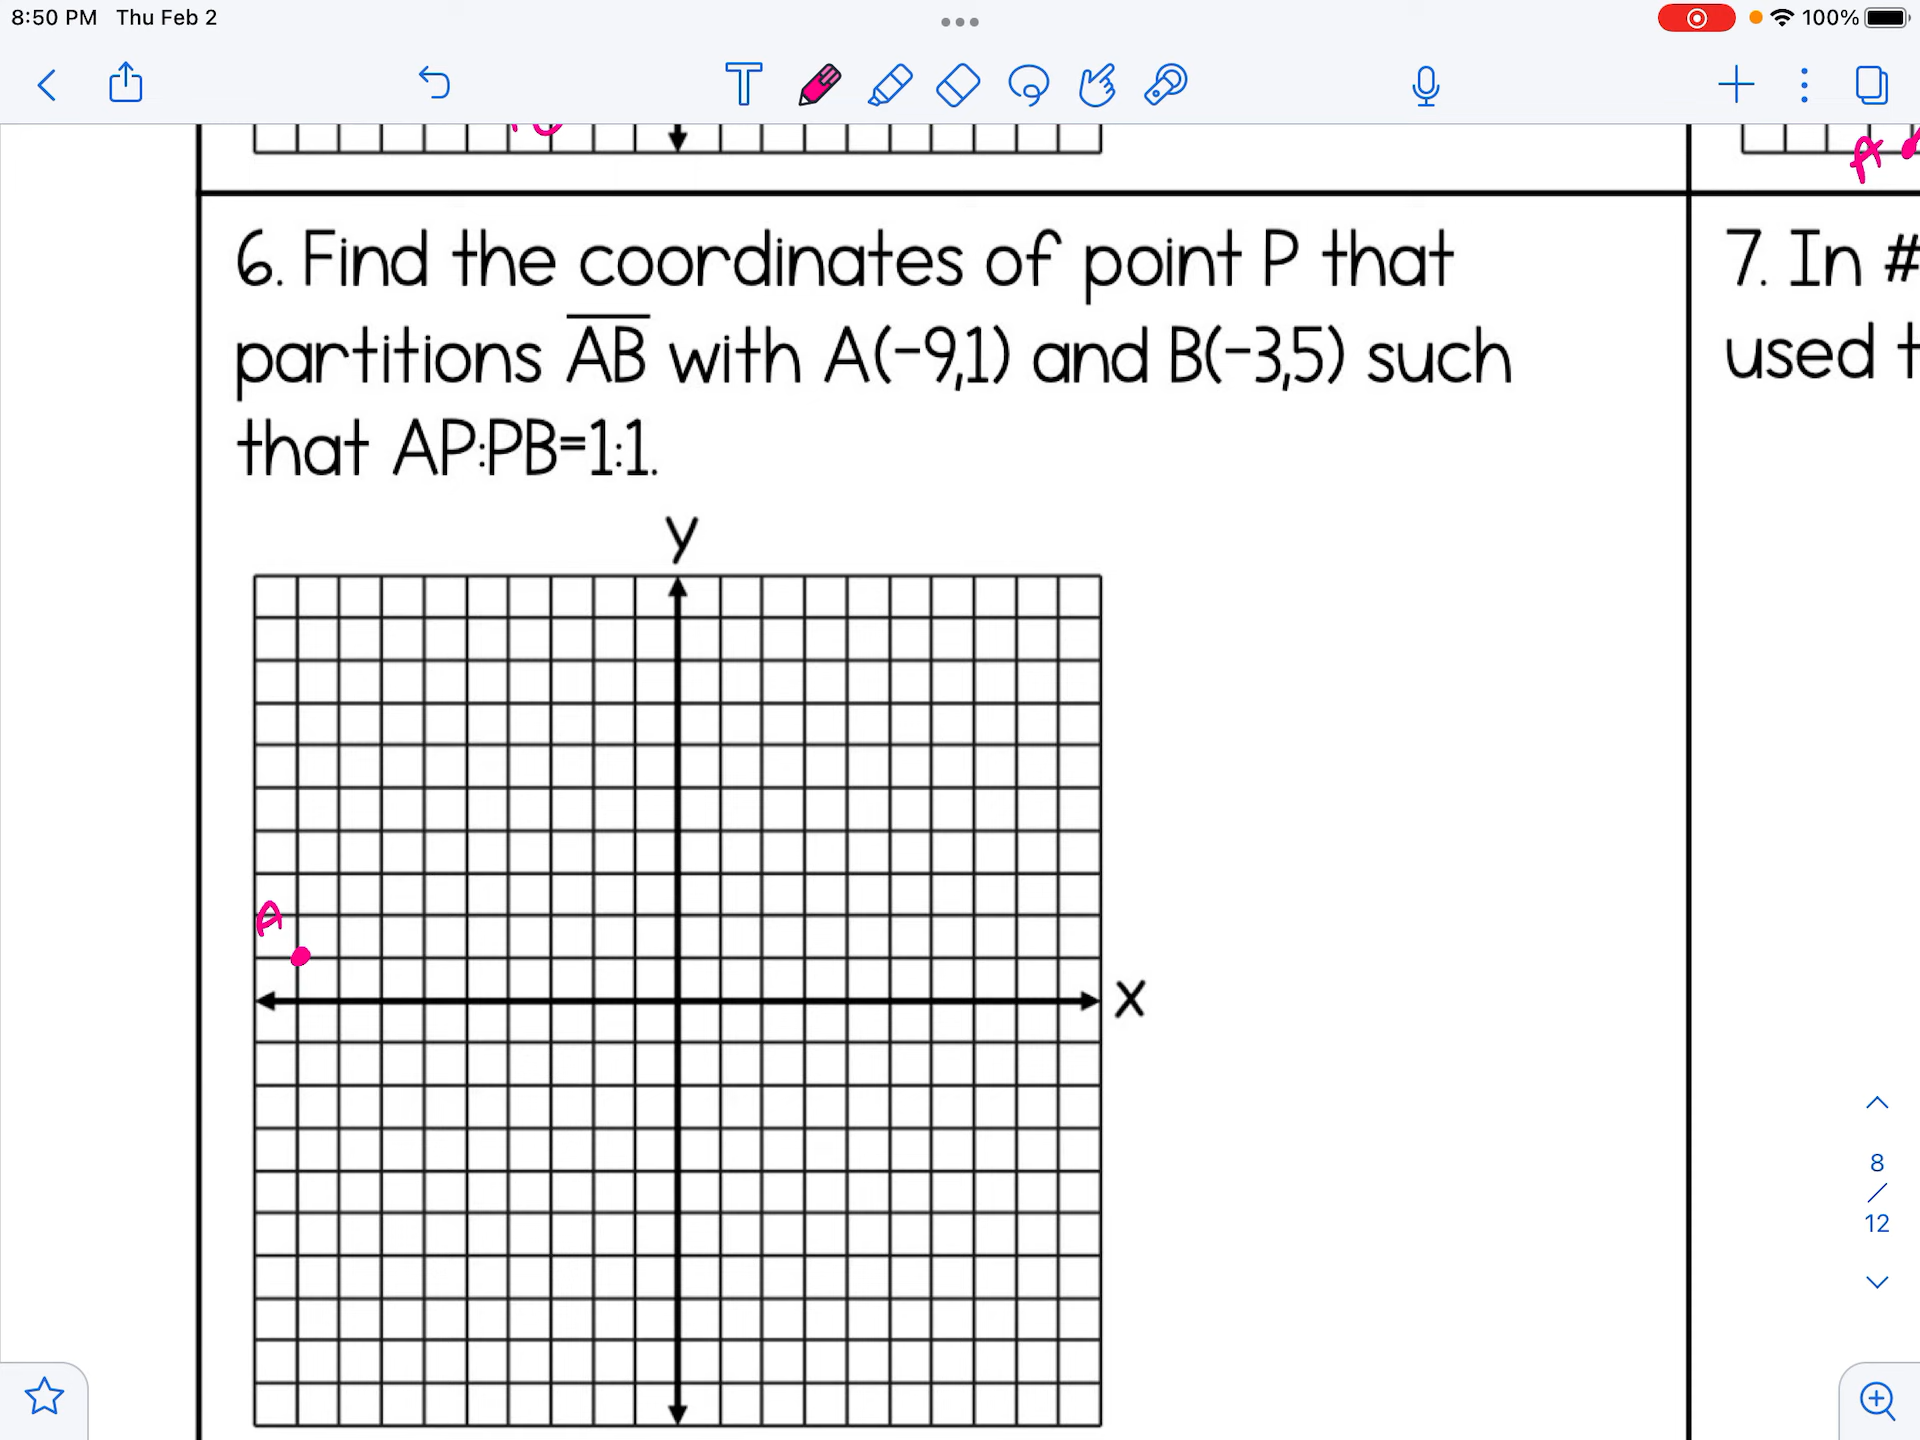 8:50 PM Thu Feb 2
100%
T
A
6. Find the coordinates of point P that
partitions AB with A(-9,1) and B(-3,5) such
that AP:PB=1:1.
7. In #
used t
y
A
x
8
/
12